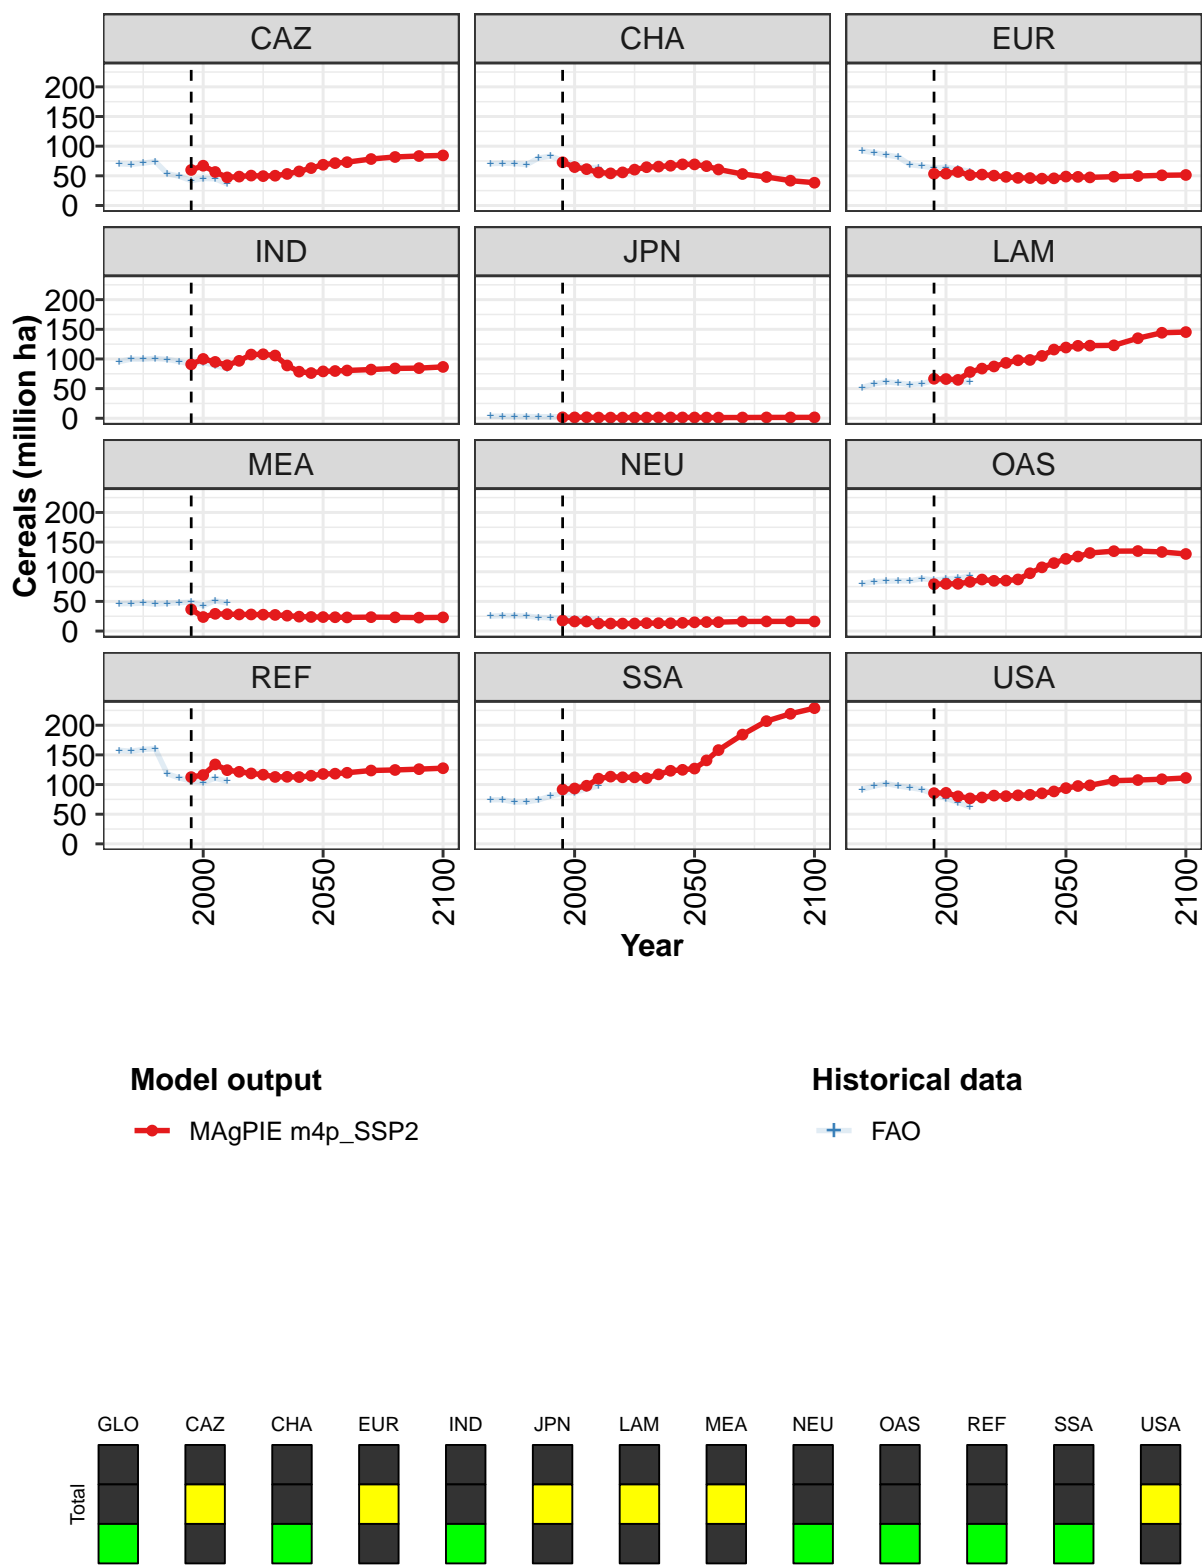 CAZ CHA EUR
200
150
100
50
0
IND JPN LAM
200
150
100
50
0
MEA NEU OAS
200
150
100
50
0
REF SSA USA
200
150
100
50
0
Cereals (million ha)
2000 2050 2100 2000 2050 2100 2000 2050 2100
Year
Model output Historical data
MAgPIE m4p_SSP2 FAO
GLO CAZ CHA EUR IND JPN LAM MEA NEU OAS REF SSA USA
Total